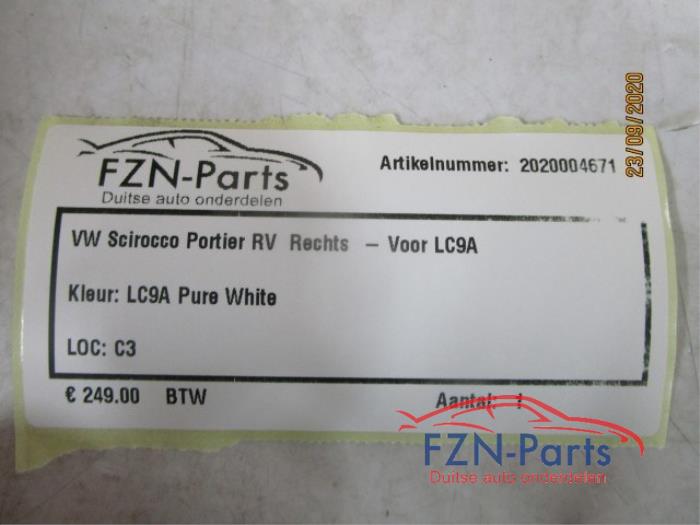 FZN-Parts
Duitse auto onderdelen
Artikelnummer: 2020004671
VW Scirocco Portier RV Rechts – Voor LC9A
Kleur: LC9A Pure White
LOC: C3
€ 249.00 BTW
Aantal: 1
23/09/2020
FZN-Parts
Duitse auto onderdelen